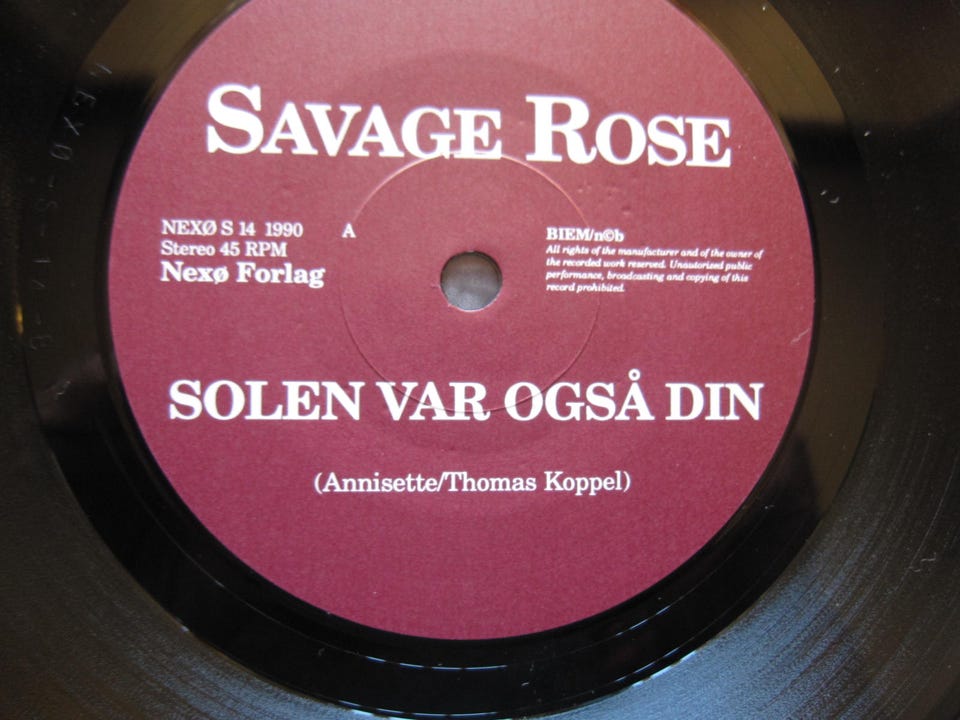 SAVAGE ROSE
NEXØ S 14 1990
Stereo 45 RPM
Nexø Forlag
A
BIEM/n©b
All rights of the manufacturer and of the owner of
the recorded work reserved. Unautorised public
performance, broadcasting and copying of this
record prohibited.
SOLEN VAR OGSÅ DIN
(Annisette/Thomas Koppel)